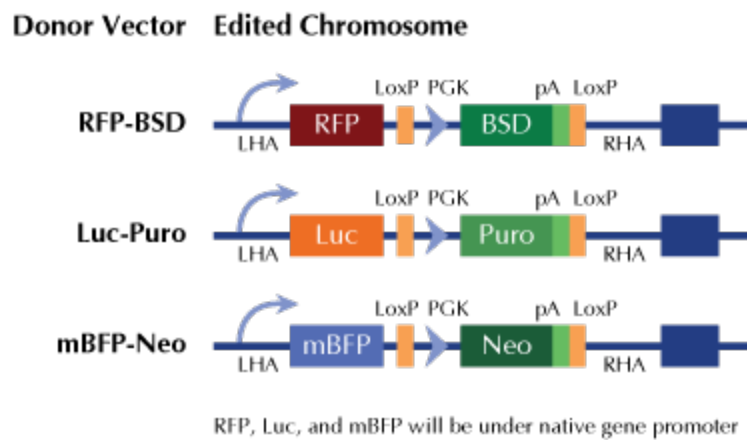 Donor Vector Edited Chromosome
LoxP PGK pA LoxP
RFP-BSD RFP BSD
LHA RHA
LoxP PGK pA LoxP
Luc-Puro Luc Puro
LHA RHA
LoxP PGK pA LoxP
mBFP-Neo mBFP Neo
LHA RHA
RFP, Luc, and mBFP will be under native gene promoter